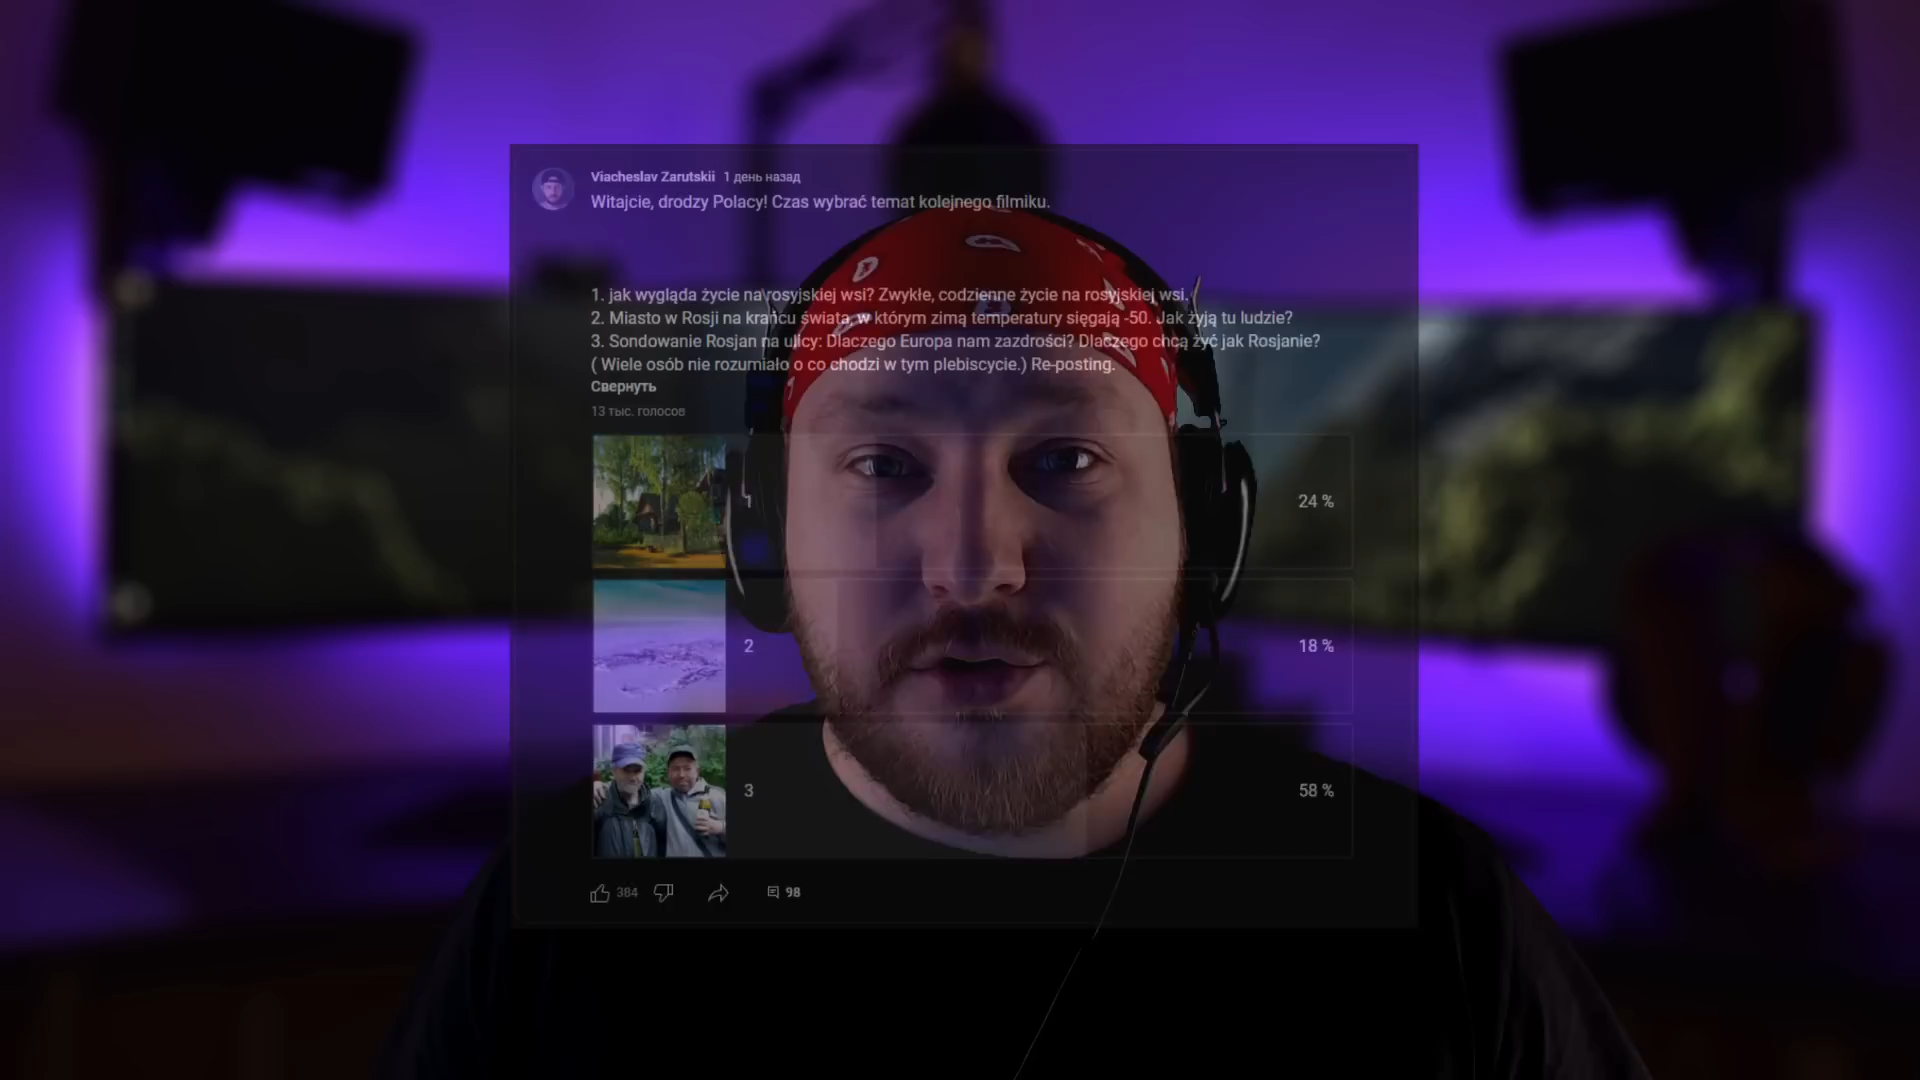 Viacheslav Zarutskii 1 день назад
Witajcie, drodzy Polacy! Czas wybrać temat kolejnego filmiku.
1. jak wygląda życie na rosyjskiej wsi? Zwykłe, codzienne życie na rosyjskiej wsi.
2. Miasto w Rosji na krańcu świata, w którym zimą temperatury sięgają -50. Jak żyją tu ludzie?
3. Sondowanie Rosjan na ulicy: Dlaczego Europa nam zazdrości? Dlaczego chcą żyć jak Rosjanie?
( Wiele osób nie rozumiało o co chodzi w tym plebiscycie.) Re-posting.
Свернуть
13 тыс. голосов
1 24 %
2 18 %
3 58 %
384 98